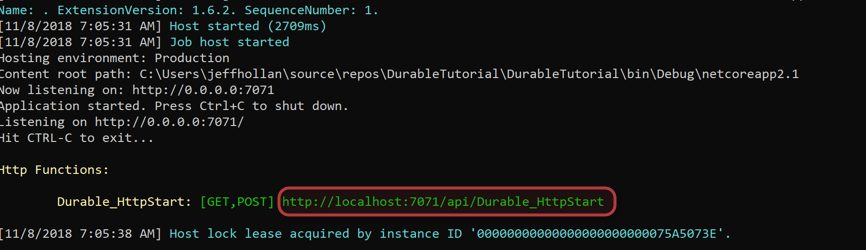 Name: . ExtensionVersion: 1.6.2. SequenceNumber: 1.
[11/8/2018 7:05:31 AM] Host started (2709ms)
[11/8/2018 7:05:31 AM] Job host started
Hosting environment: Production
Content root path: C:\Users\jeffhollan\source\repos\DurableTutorial\DurableTutorial\bin\Debug\netcoreapp2.1
Now listening on: http://0.0.0.0:7071
Application started. Press Ctrl+C to shut down.
Listening on http://0.0.0.0:7071/
Hit CTRL-C to exit...
Http Functions:
Durable_HttpStart: [GET,POST] http://localhost:7071/api/Durable_HttpStart
[11/8/2018 7:05:38 AM] Host lock lease acquired by instance ID '00000000000000000000000075A5073E'.